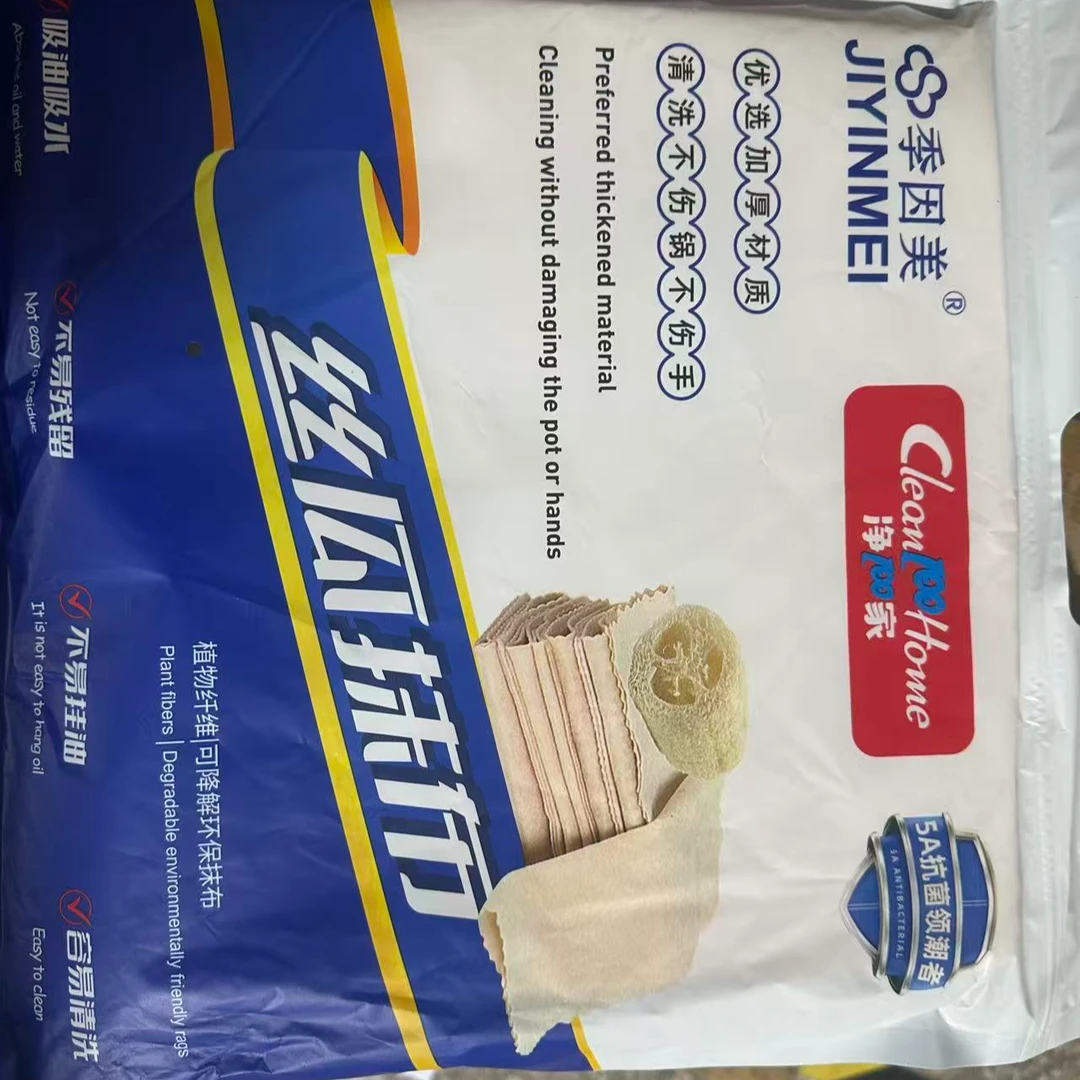 季因美®
JIYINMEI
Clean100Home
净100家
5A抗菌领潮者
5A ANTIBACTERIAL
优选加厚材质
清洗不伤锅不伤手
Preferred thickened material
Cleaning without damaging the pot or hands
丝瓜抹布
植物纤维|可降解环保抹布
Plant fibers | Degradable environmentally friendly rags
吸油吸水
oil and water
不易残留
Not easy to residue
不易挂油
It is not easy to hang oil
容易清洗
Easy to clean